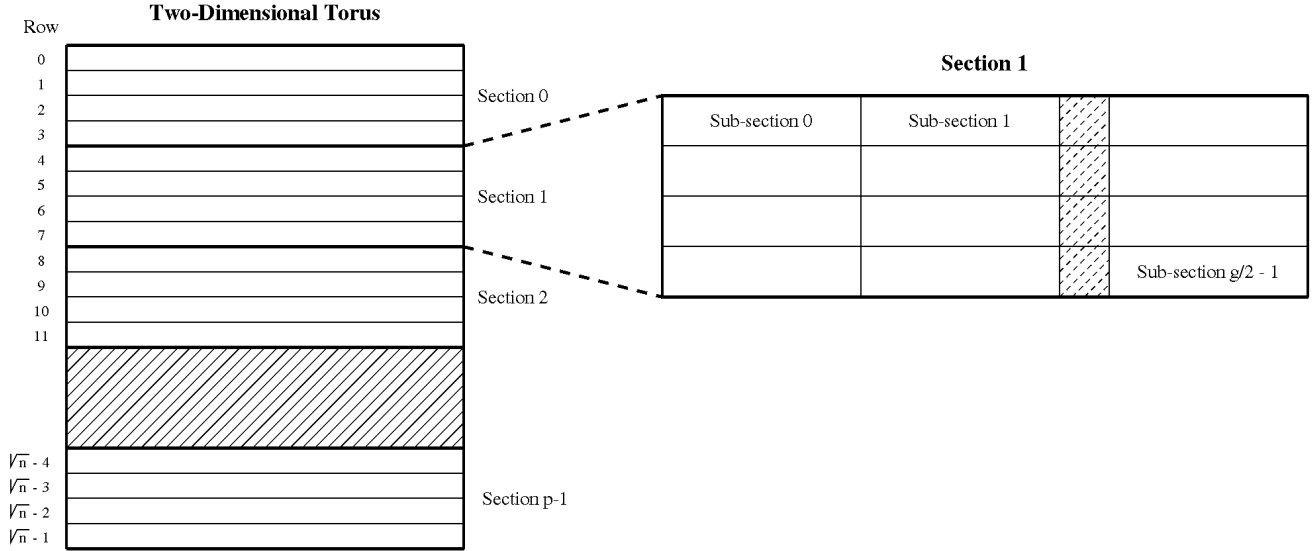 Two-Dimensional Torus
Row
0
1
2
3
4
5
6
7
8
9
10
11
√n - 4
√n - 3
√n - 2
√n - 1
Section 0
Section 1
Section 2
Section p-1
Section 1
Sub-section 0 Sub-section 1
Sub-section g/2 - 1